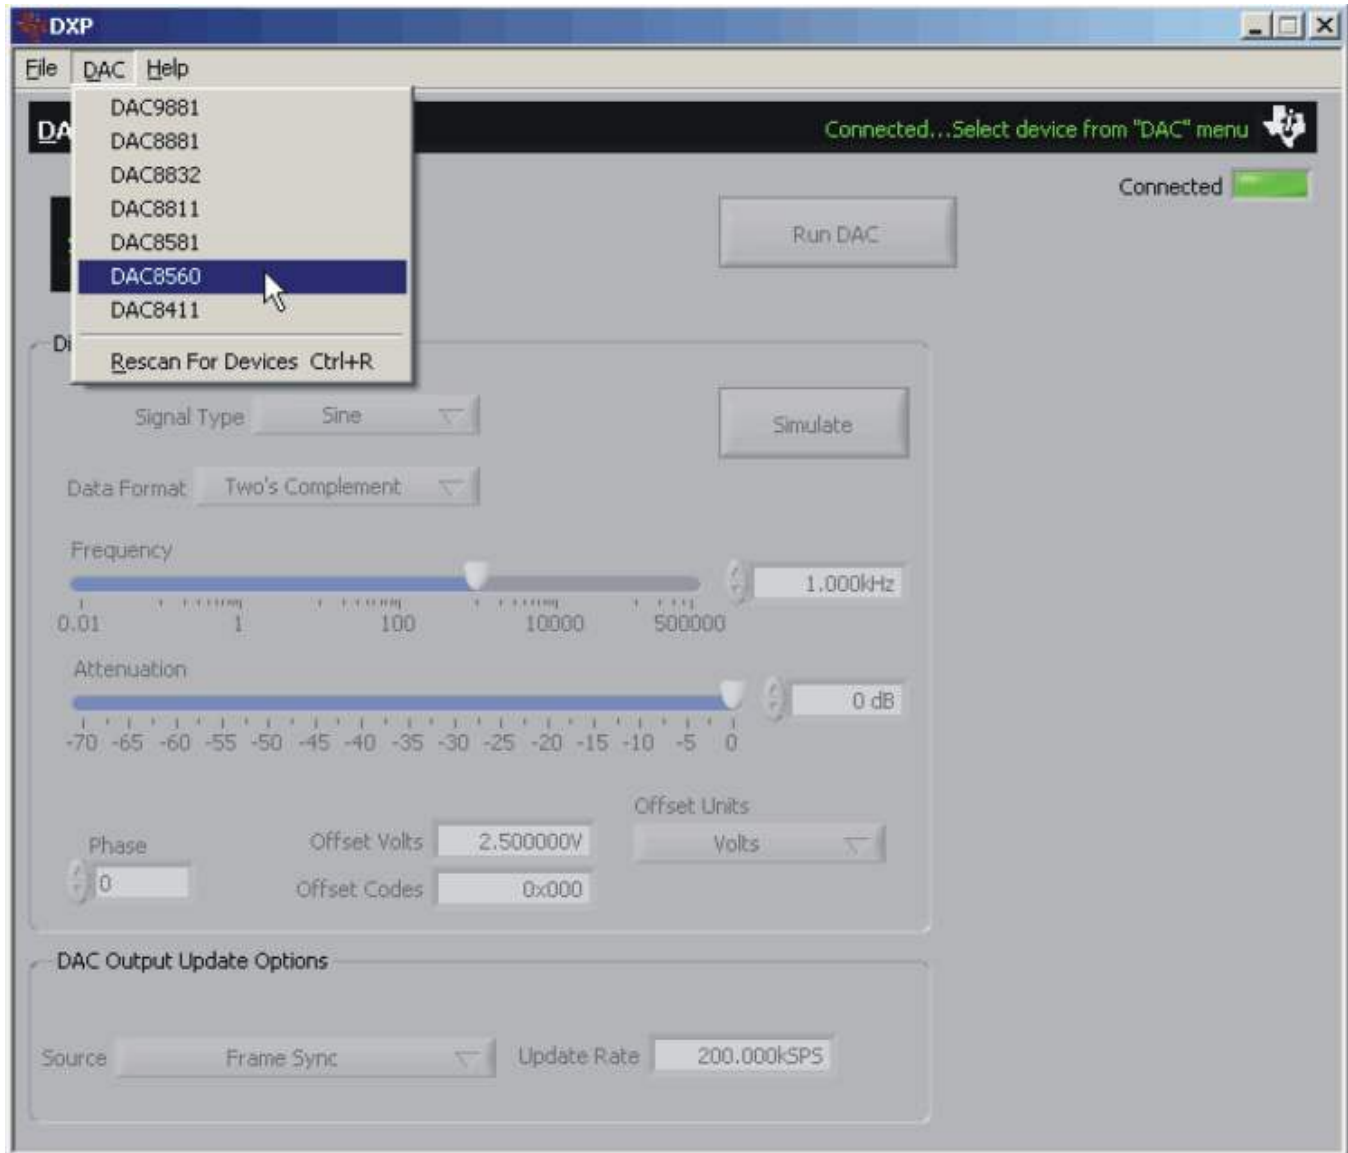 DXP
File DAC Help
DAC9881
DAC8881
DAC8832
DAC8811
DAC8581
DAC8560
DAC8411
Rescan For Devices Ctrl+R
DA
Connected...Select device from "DAC" menu
Connected
Run DAC
Di
Signal Type Sine
Simulate
Data Format Two's Complement
Frequency
1.000kHz
0.01 1 100 10000 500000
Attenuation
0 dB
-70 -65 -60 -55 -50 -45 -40 -35 -30 -25 -20 -15 -10 -5 0
Offset Units
Phase Offset Volts 2.500000V Volts
0 Offset Codes 0x000
DAC Output Update Options
Source Frame Sync Update Rate 200.000kSPS